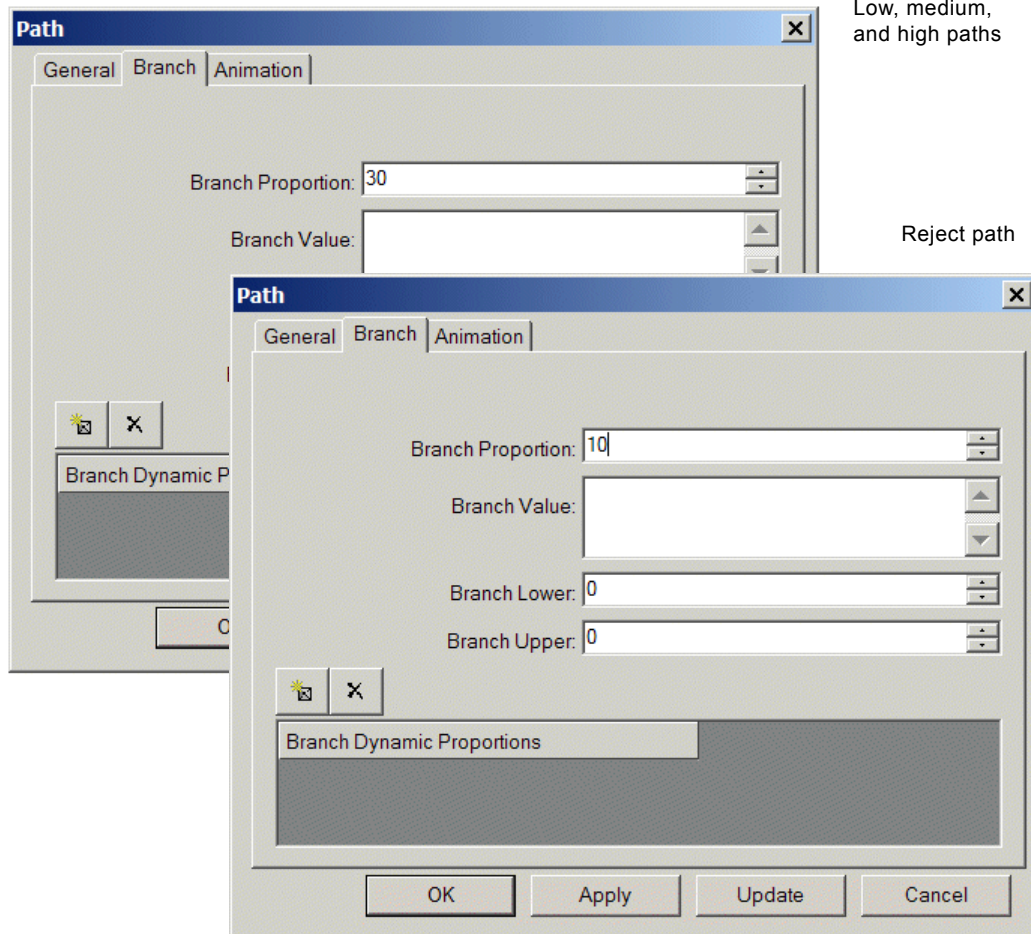 Low, medium,
and high paths
Path
General Branch Animation
Branch Proportion: 30
Branch Value:
Reject path
Branch Dynamic P
Path
General Branch Animation
Branch Proportion: 10
Branch Value:
Branch Lower: 0
Branch Upper: 0
Branch Dynamic Proportions
OK Apply Update Cancel